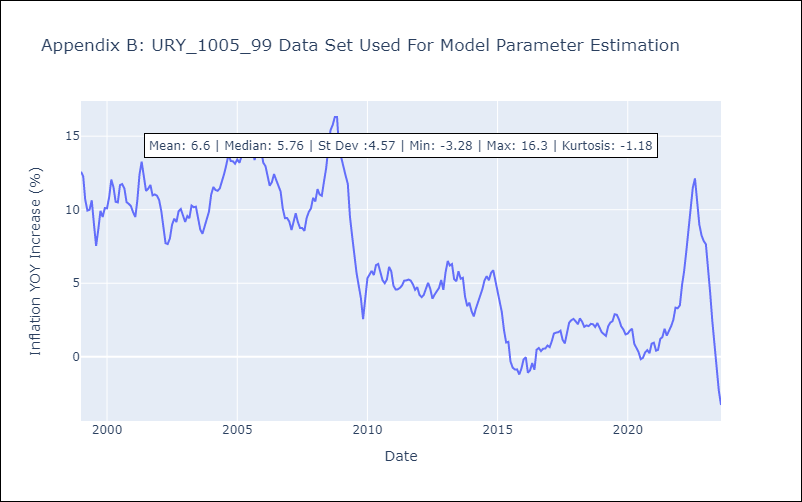 Appendix B: URY_1005_99 Data Set Used For Model Parameter Estimation
Mean: 6.6 | Median: 5.76 | St Dev :4.57 | Min: -3.28 | Max: 16.3 | Kurtosis: -1.18
Inflation YOY Increase (%)
15
10
5
0
2000
2005
2010
2015
2020
Date